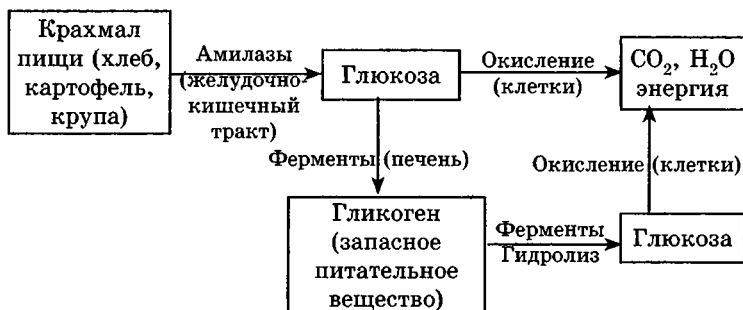 Крахмал
пищи (хлеб,
картофель,
крупа)
Амилазы
(желудочно-
кишечный
тракт)
Глюкоза
Окисление
(клетки)
CO₂, H₂O
энергия
Ферменты (печень)
Окисление (клетки)
Гликоген
(запасное
питательное
вещество)
Ферменты
Гидролиз
Глюкоза